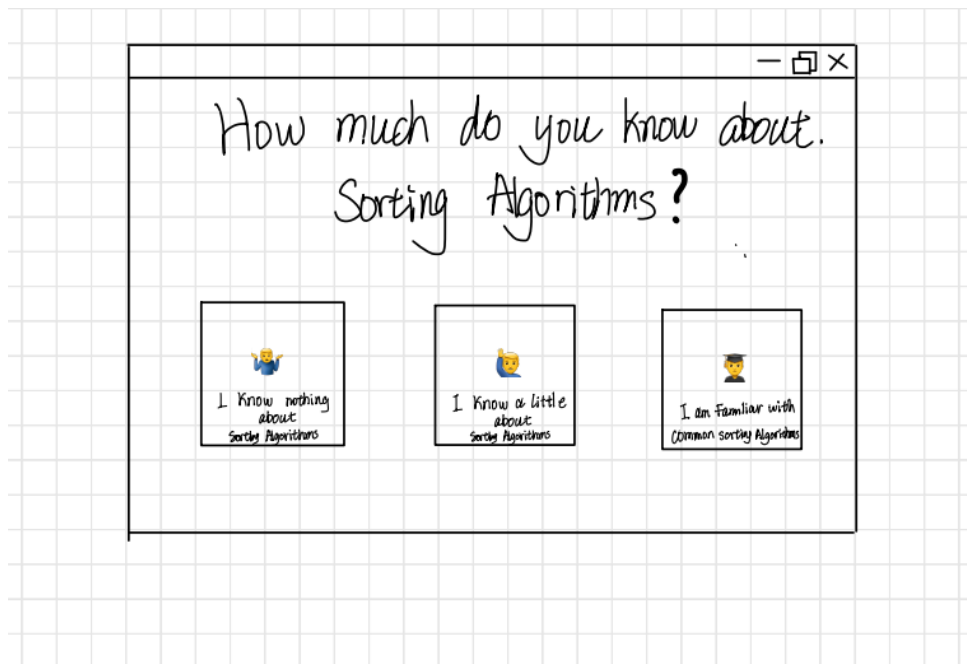 How much do you know about.
Sorting Algorithms?
I know nothing
about
Sorting Algorithms
I know a little
about
Sorting Algorithms
I am Familiar with
Common sorting Algorithms